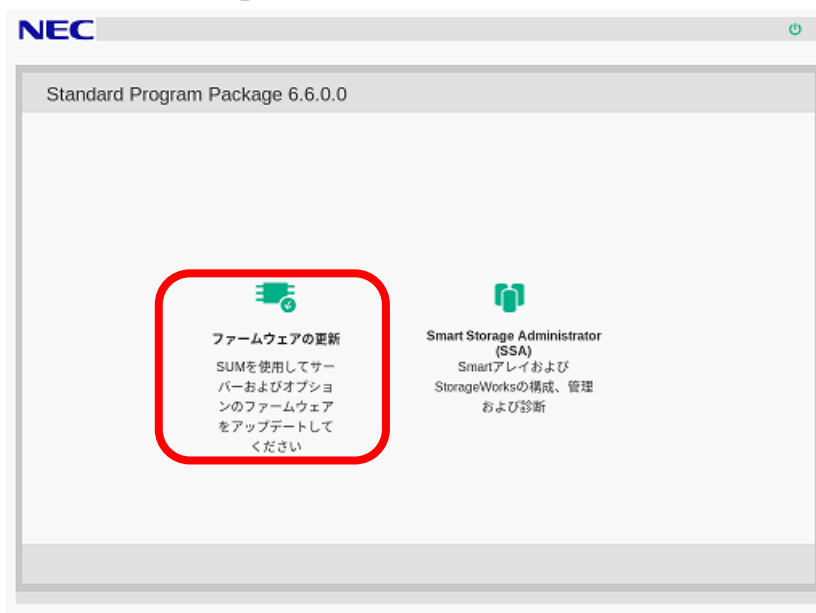 NEC
Standard Program Package 6.6.0.0
ファームウェアの更新
SUMを使用してサー
バーおよびオプショ
ンのファームウェア
をアップデートして
ください
Smart Storage Administrator
(SSA)
Smartアレイおよび
StorageWorksの構成、管理
および診断